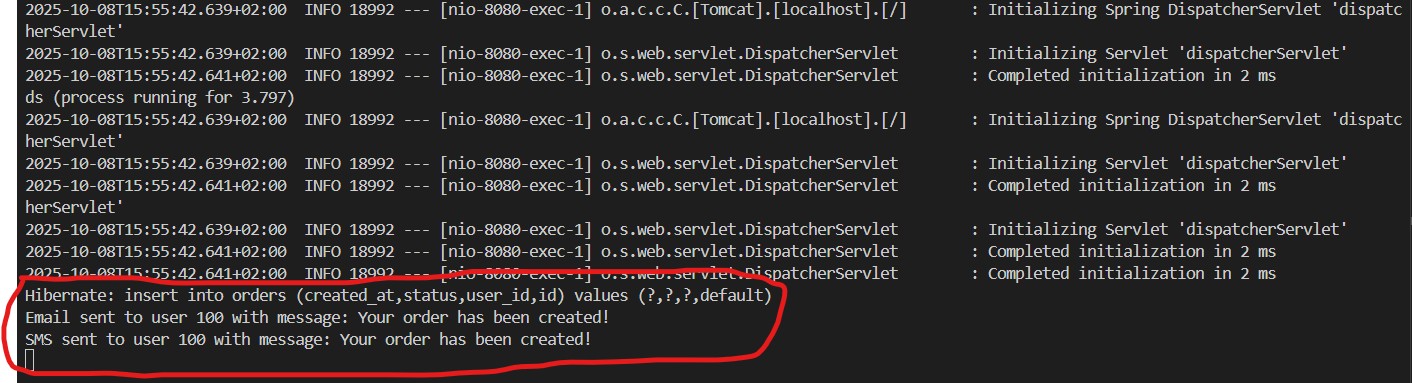 2025-10-08T15:55:42.639+02:00  INFO 18992 --- [nio-8080-exec-1] o.a.c.c.C.[Tomcat].[localhost].[/]       : Initializing Spring DispatcherServlet 'dispatc
herServlet'
2025-10-08T15:55:42.639+02:00  INFO 18992 --- [nio-8080-exec-1] o.s.web.servlet.DispatcherServlet        : Initializing Servlet 'dispatcherServlet'
2025-10-08T15:55:42.641+02:00  INFO 18992 --- [nio-8080-exec-1] o.s.web.servlet.DispatcherServlet        : Completed initialization in 2 ms
ds (process running for 3.797)
2025-10-08T15:55:42.639+02:00  INFO 18992 --- [nio-8080-exec-1] o.a.c.c.C.[Tomcat].[localhost].[/]       : Initializing Spring DispatcherServlet 'dispatc
herServlet'
2025-10-08T15:55:42.639+02:00  INFO 18992 --- [nio-8080-exec-1] o.s.web.servlet.DispatcherServlet        : Initializing Servlet 'dispatcherServlet'
2025-10-08T15:55:42.641+02:00  INFO 18992 --- [nio-8080-exec-1] o.s.web.servlet.DispatcherServlet        : Completed initialization in 2 ms
herServlet'
2025-10-08T15:55:42.639+02:00  INFO 18992 --- [nio-8080-exec-1] o.s.web.servlet.DispatcherServlet        : Initializing Servlet 'dispatcherServlet'
2025-10-08T15:55:42.641+02:00  INFO 18992 --- [nio-8080-exec-1] o.s.web.servlet.DispatcherServlet        : Completed initialization in 2 ms
2025-10-08T15:55:42.641+02:00  INFO 18992 --- [nio-8080-exec-1] o.s.web.servlet.DispatcherServlet        : Completed initialization in 2 ms
Hibernate: insert into orders (created_at,status,user_id,id) values (?,?,?,default)
Email sent to user 100 with message: Your order has been created!
SMS sent to user 100 with message: Your order has been created!